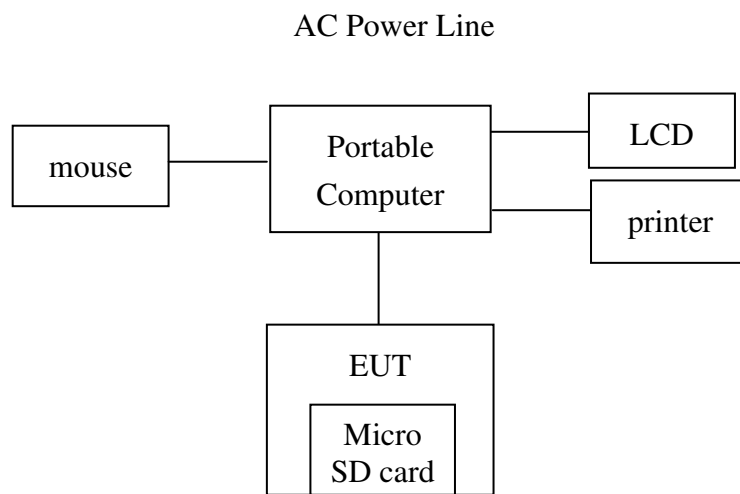 AC Power Line
LCD
mouse
Portable
Computer
printer
EUT
Micro
SD card